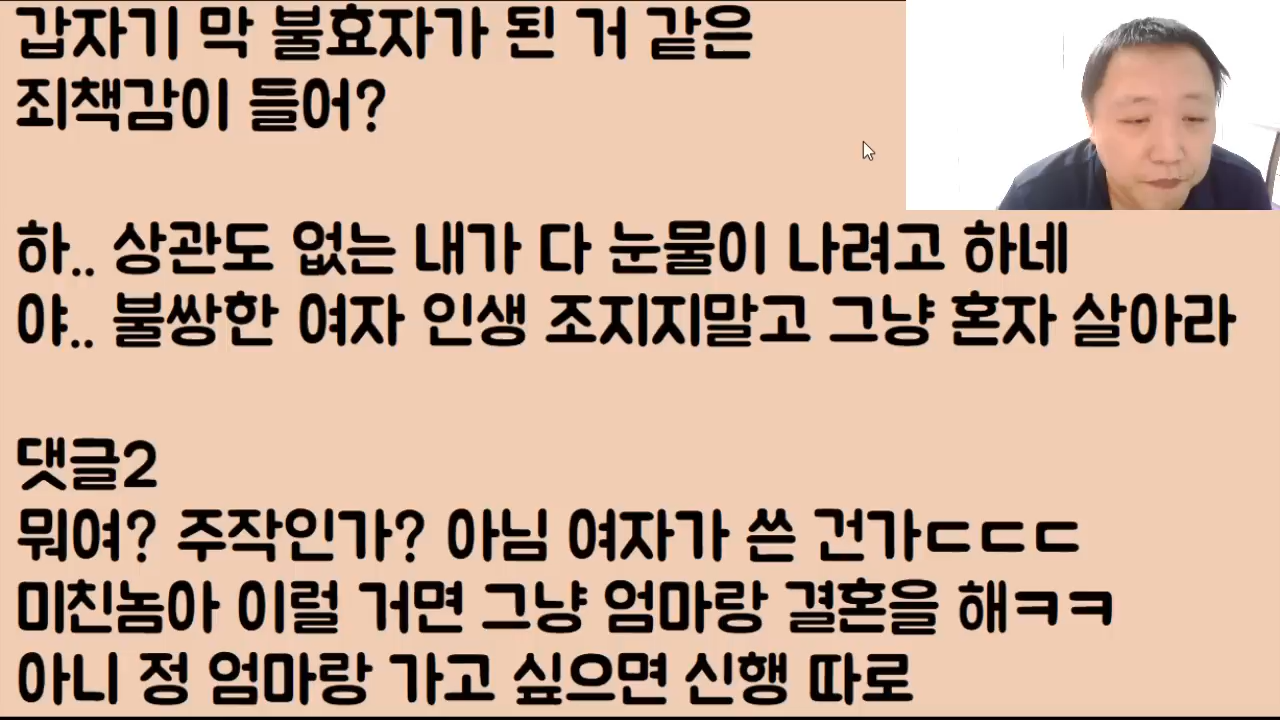 갑자기 막 불효자가 된 거 같은
죄책감이 들어?
하.. 상관도 없는 내가 다 눈물이 나려고 하네
야.. 불쌍한 여자 인생 조지지말고 그냥 혼자 살아라
댓글2
뭐여? 주작인가? 아님 여자가 쓴 건가ㄷㄷㄷ
미친놈아 이럴 거면 그냥 엄마랑 결혼을 해ㅋㅋ
아니 정 엄마랑 가고 싶으면 신행 따로